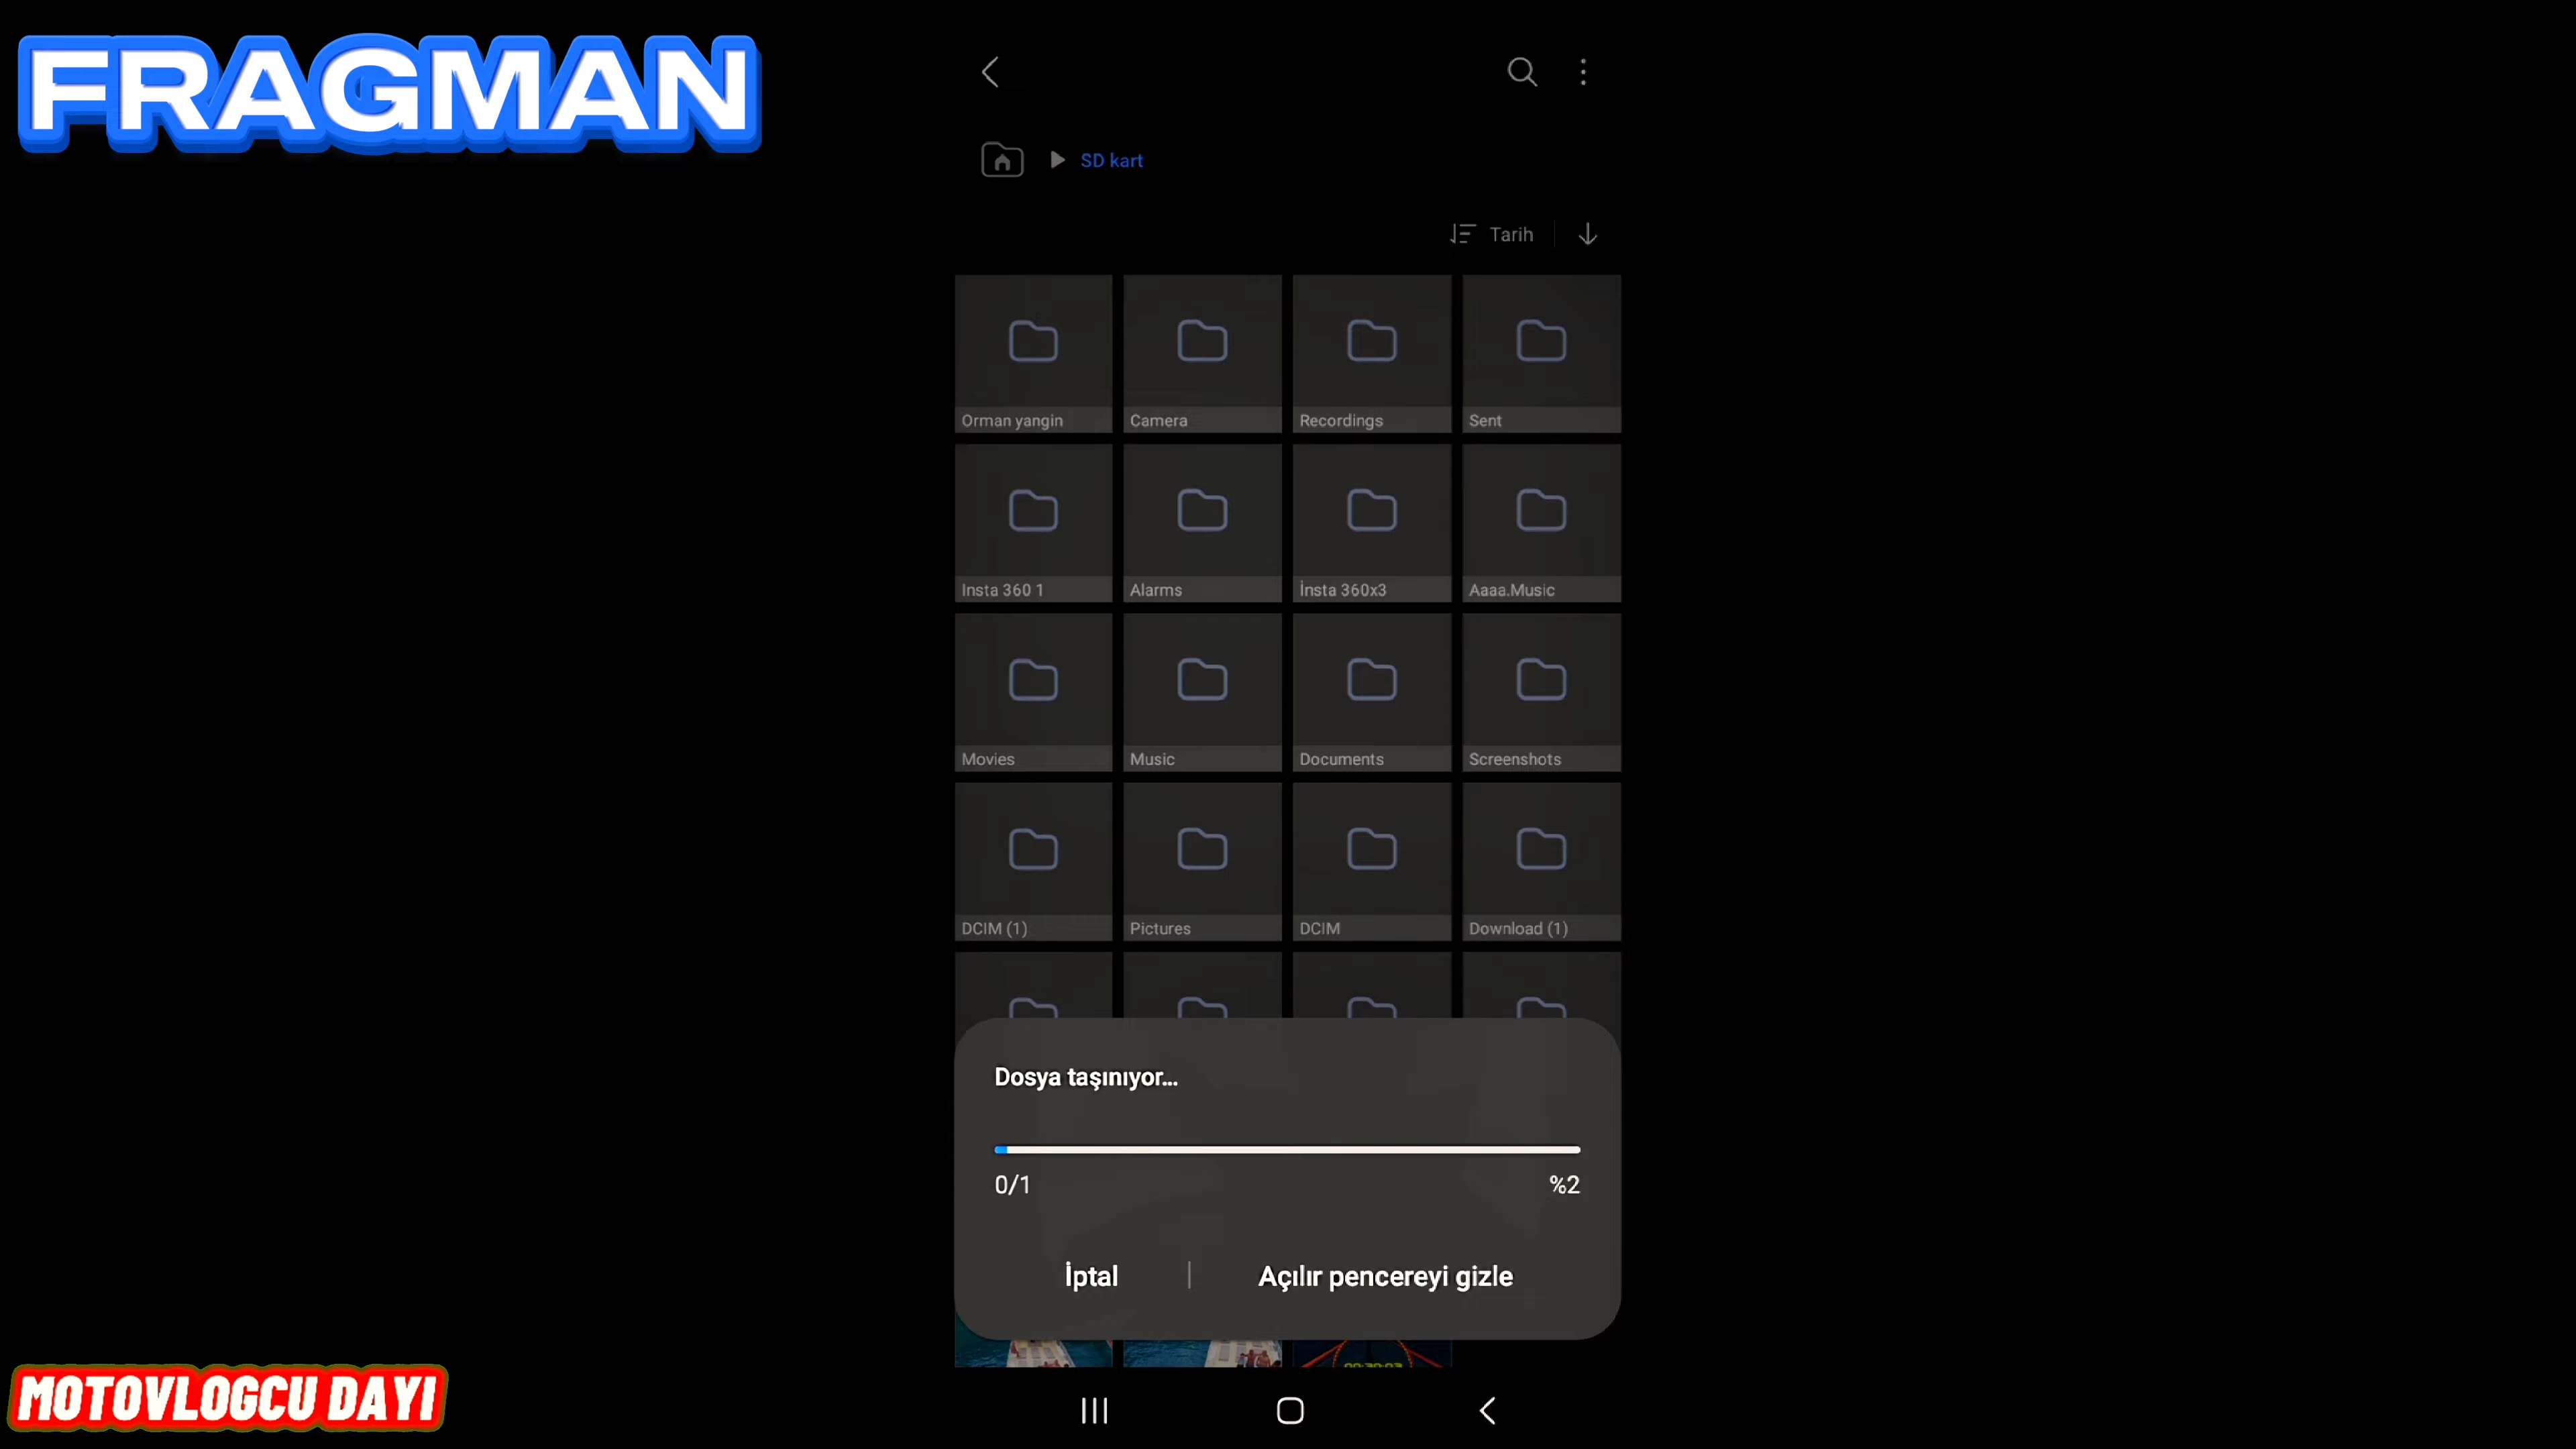 FRAGMAN
SD kart
Tarih
Orman yangin
Camera
Recordings
Sent
Insta 360 1
Alarms
İnsta 360x3
Aaaa.Music
Movies
Music
Documents
Screenshots
DCIM (1)
Pictures
DCIM
Download (1)
Dosya taşınıyor...
0/1
%2
İptal
Açılır pencereyi gizle
MOTOVLOGCU DAYI